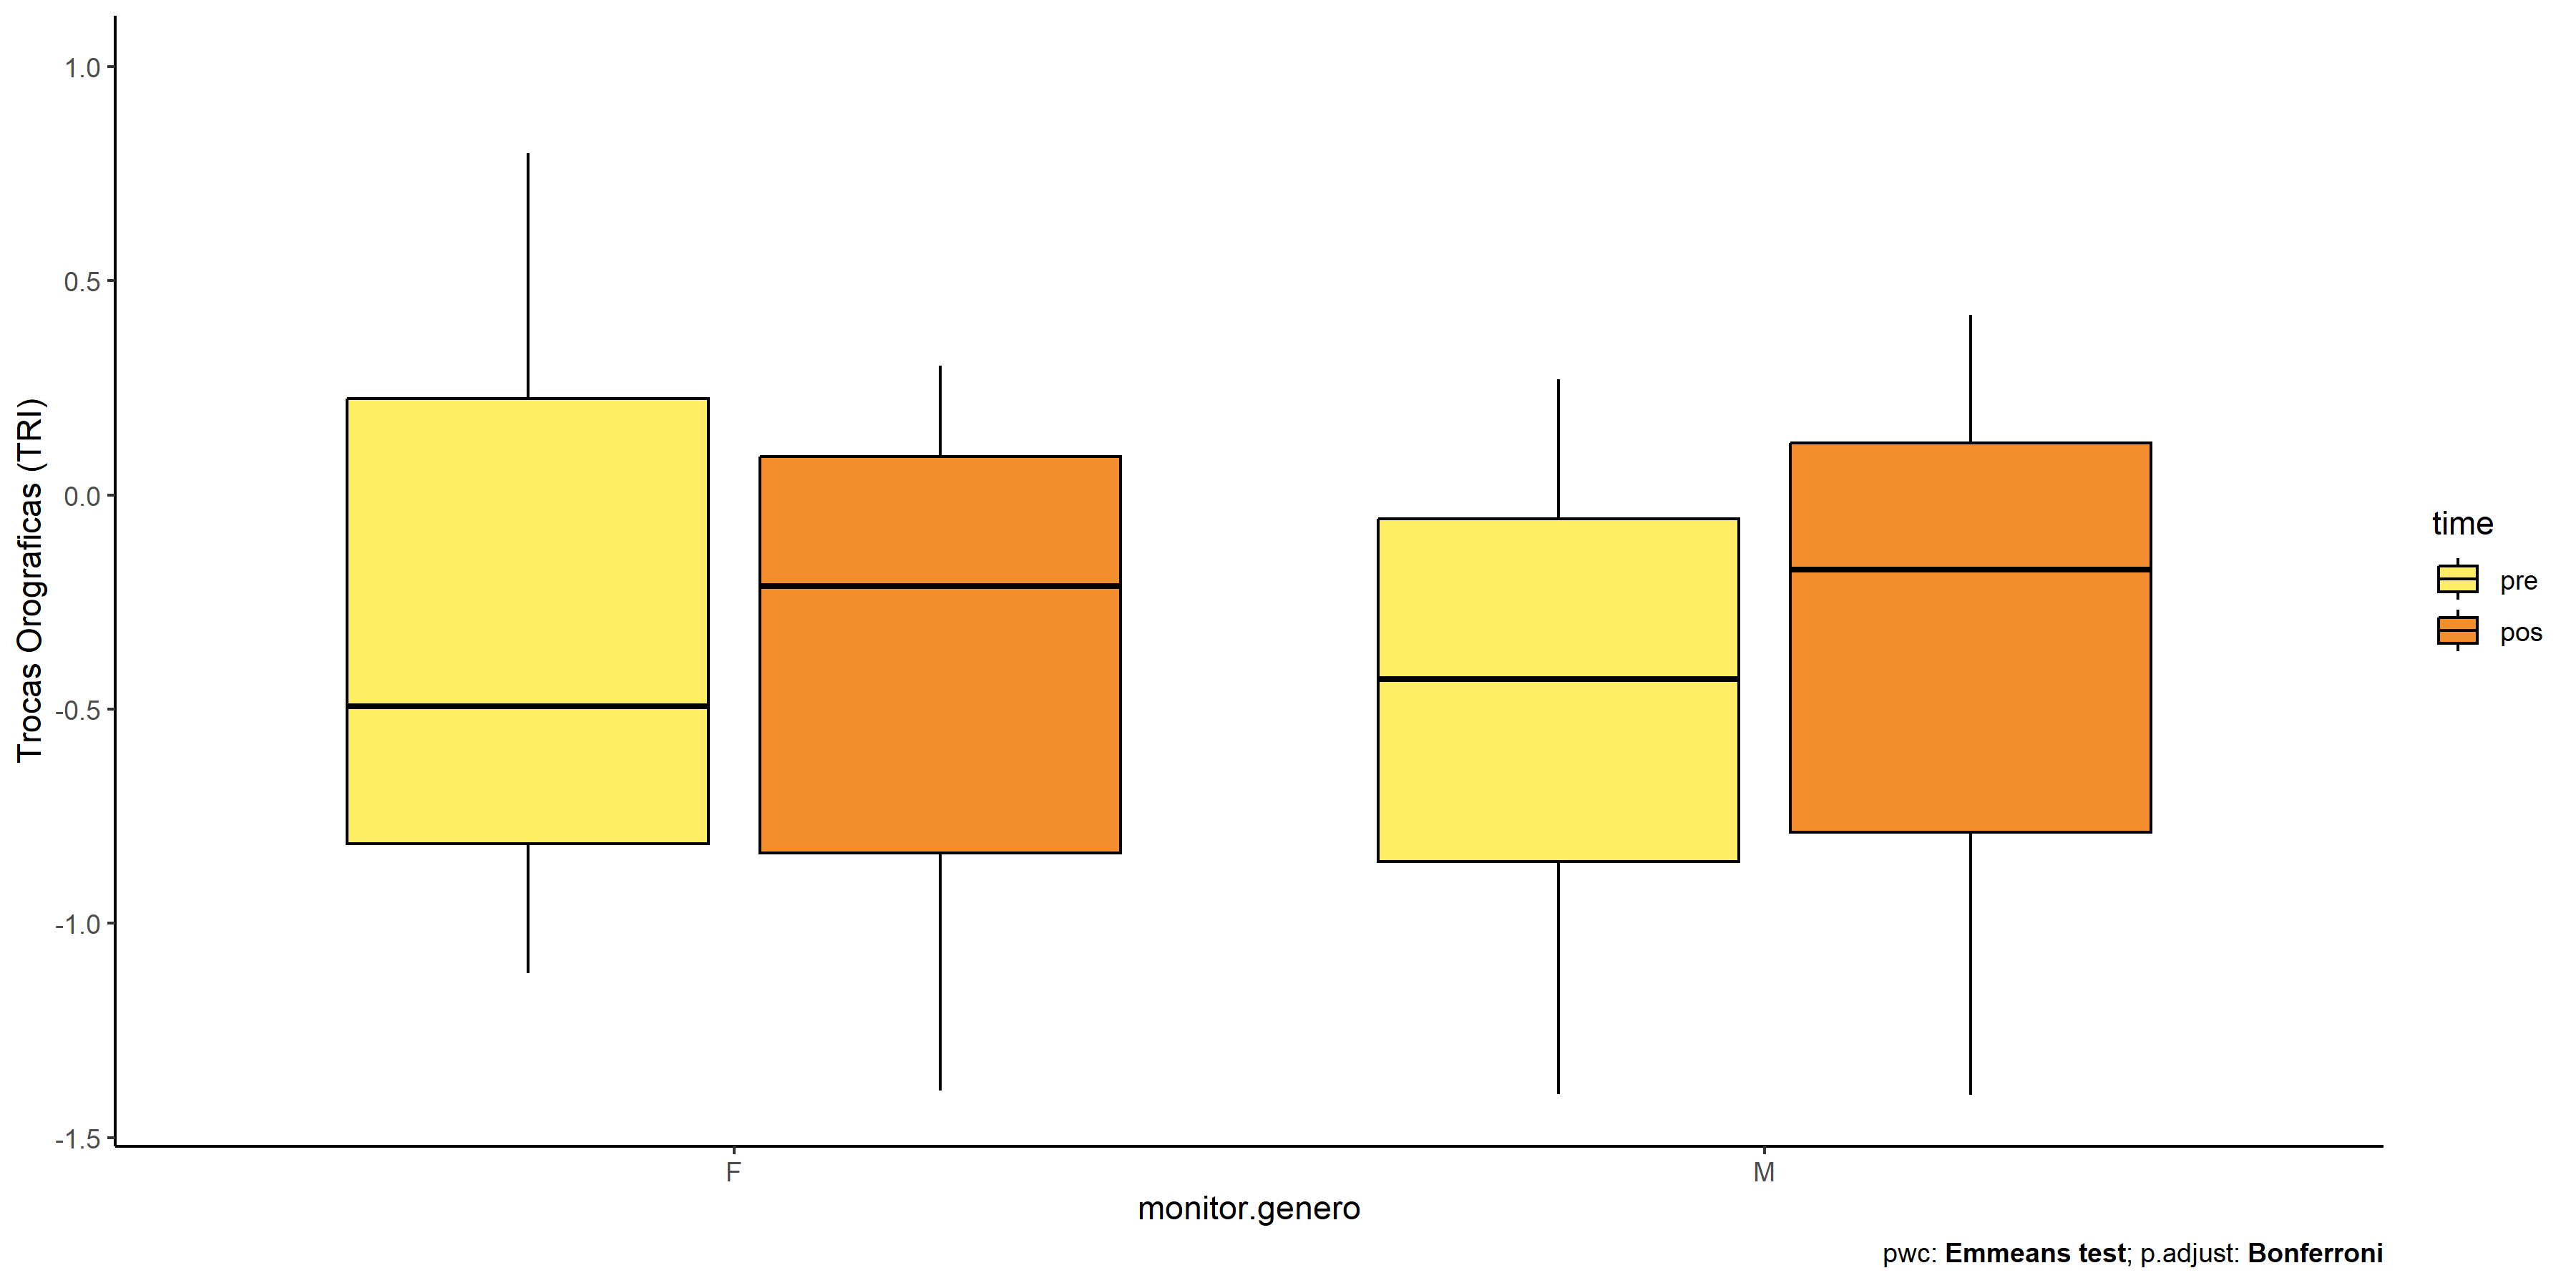 Trocas Orograficas (TRI)
1.0
0.5
0.0
-0.5
-1.0
-1.5
F
M
monitor.genero
time
pre
pos
pwc: Emmeans test; p.adjust: Bonferroni